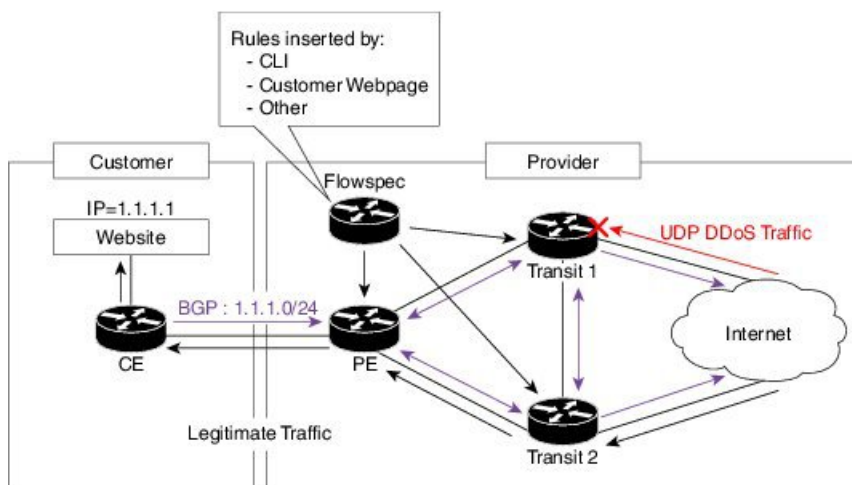 Rules inserted by:
- CLI
- Customer Webpage
- Other
Customer
Provider
Flowspec
IP=1.1.1.1
Website
UDP DDoS Traffic
Transit 1
BGP : 1.1.1.0/24
Internet
CE
PE
Legitimate Traffic
Transit 2